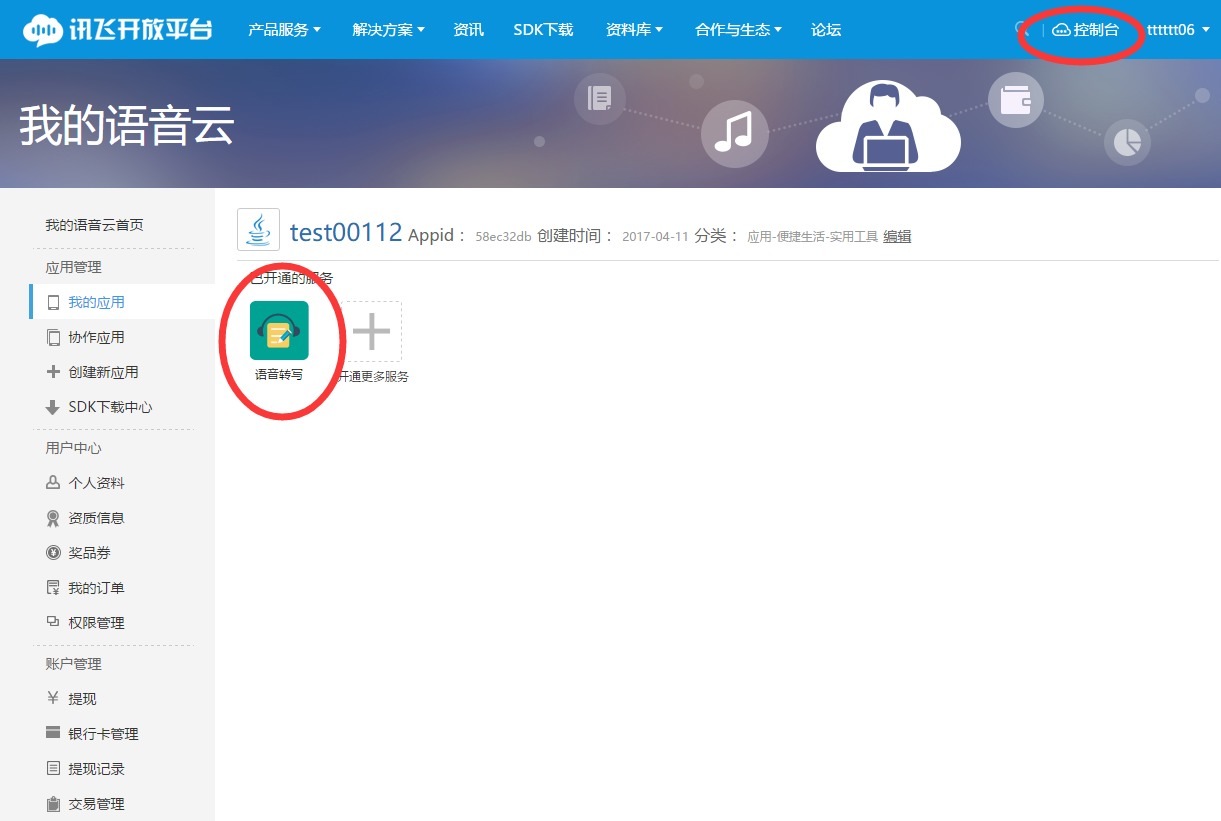 讯飞开放平台 产品服务 解决方案 资讯 SDK下载 资料库 合作与生态 论坛 控制台 tttttt06
我的语音云
我的语音云首页
应用管理
我的应用
协作应用
创建新应用
SDK下载中心
用户中心
个人资料
资质信息
奖品券
我的订单
权限管理
账户管理
提现
银行卡管理
提现记录
交易管理
test00112 Appid： 58ec32db 创建时间： 2017-04-11 分类： 应用-便捷生活-实用工具 编辑
已开通的服务
语音转写 开通更多服务